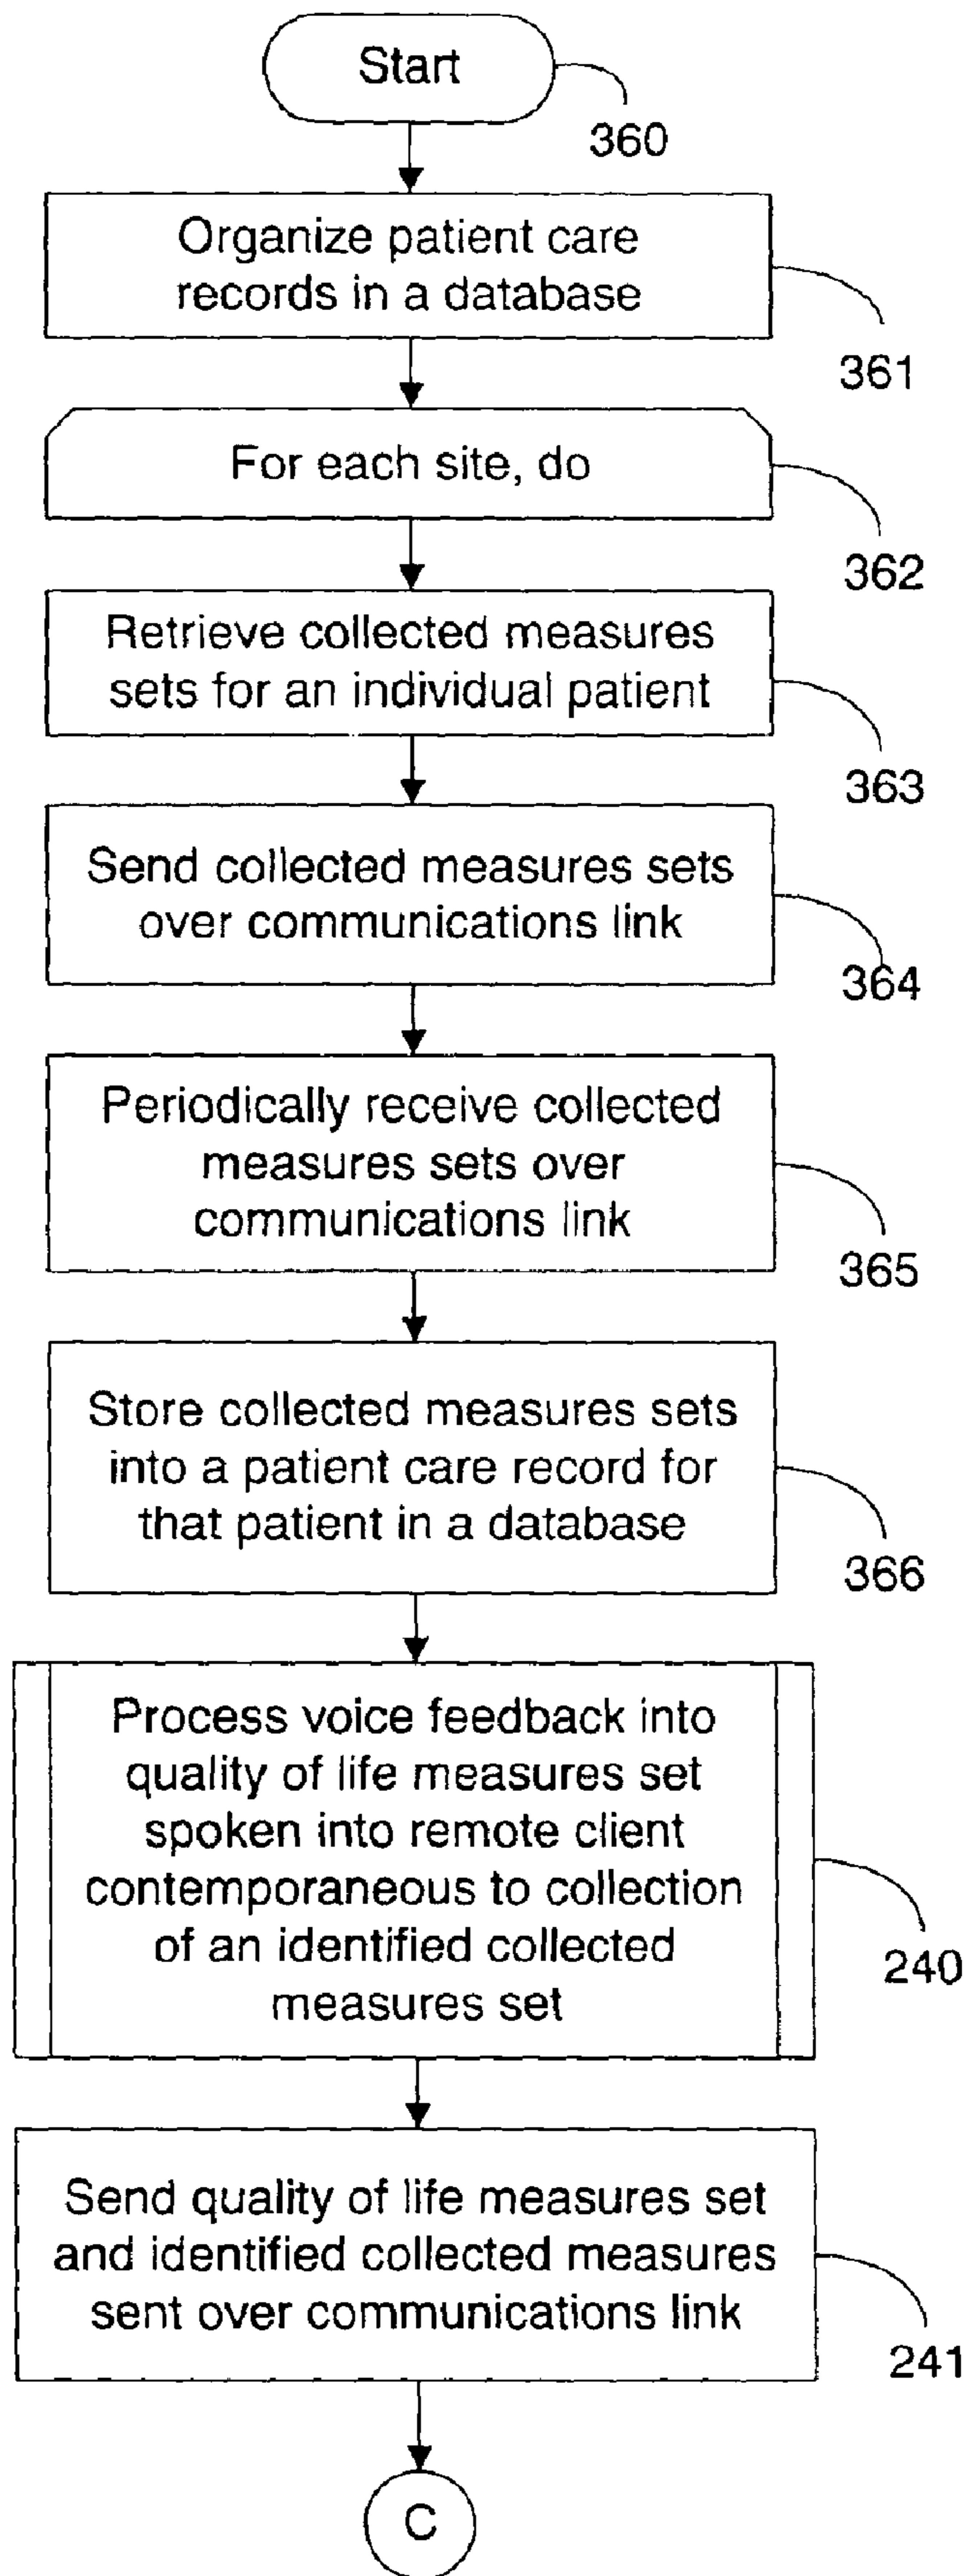 Start
360
Organize patient care
records in a database
361
For each site, do
362
Retrieve collected measures
sets for an individual patient
363
Send collected measures sets
over communications link
364
Periodically receive collected
measures sets over
communications link
365
Store collected measures sets
into a patient care record for
that patient in a database
366
Process voice feedback into
quality of life measures set
spoken into remote client
contemporaneous to collection
of an identified collected
measures set
240
Send quality of life measures set
and identified collected measures
sent over communications link
241
C